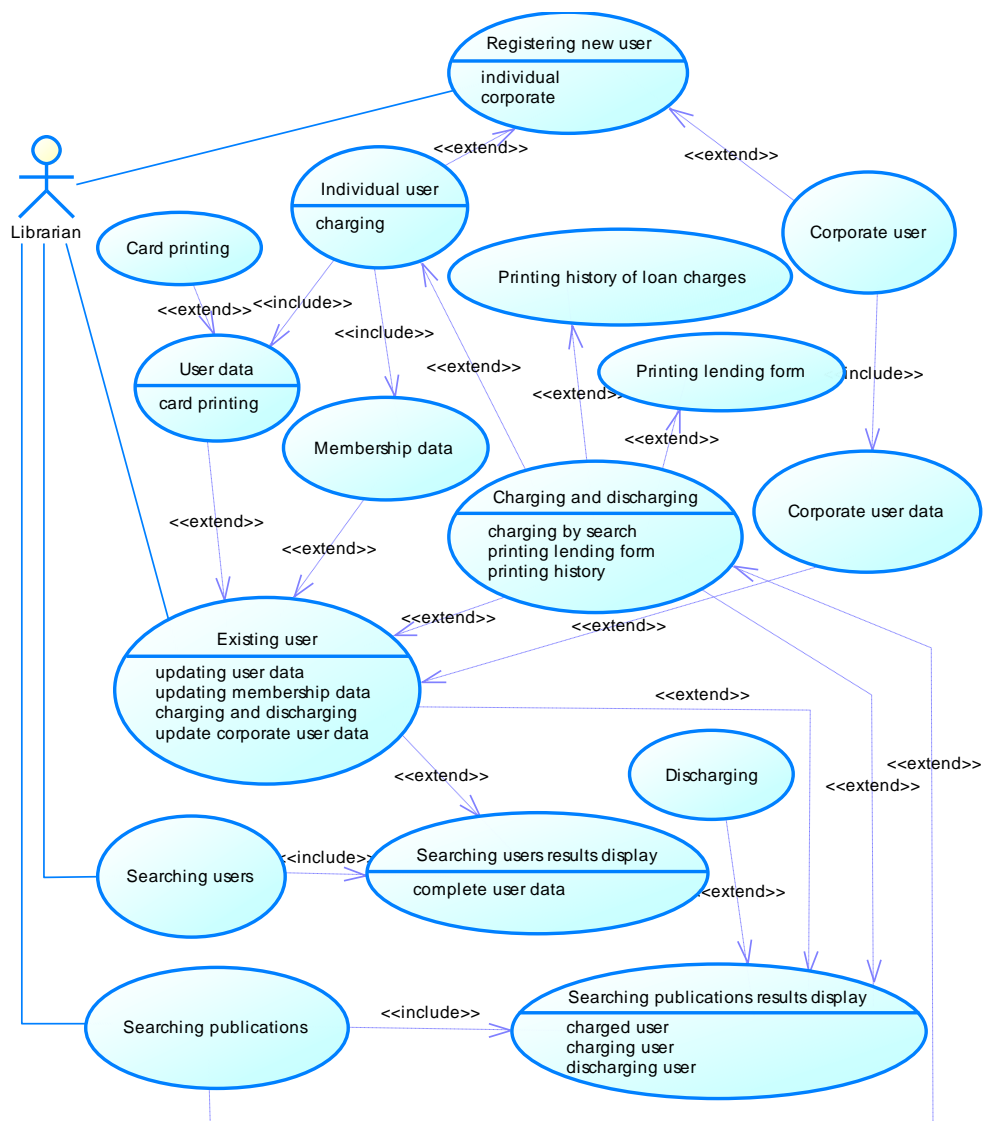 Registering new user
individual
corporate
<<extend>>
<<extend>>
Librarian
Individual user
charging
Corporate user
Card printing
Printing history of loan charges
<<extend>>
<<include>>
<<include>>
User data
card printing
<<extend>>
Printing lending form
<<include>>
<<extend>>
<<extend>>
Membership data
Charging and discharging
charging by search
printing lending form
printing history
Corporate user data
<<extend>>
<<extend>>
<<extend>>
<<extend>>
Existing user
updating user data
updating membership data
charging and discharging
update corporate user data
<<extend>>
<<extend>>
<<extend>>
<<extend>>
Discharging
Searching users
<<include>>
Searching users results display
complete user data
<<extend>>
Searching publications
<<include>>
Searching publications results display
charged user
charging user
discharging user